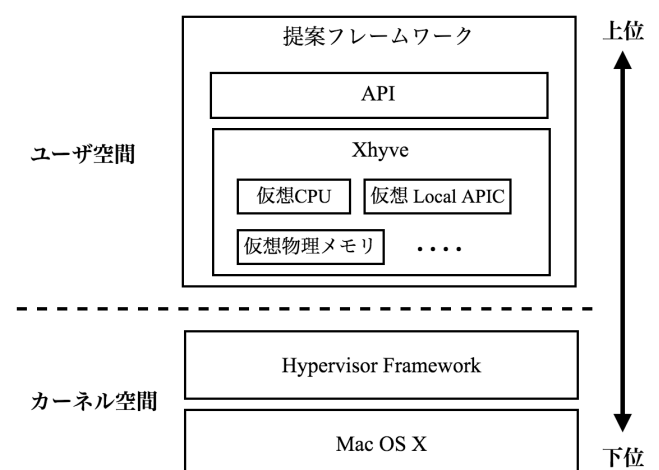 提案フレームワーク
上位
API
ユーザ空間
Xhyve
仮想CPU
仮想 Local APIC
仮想物理メモリ
・・・・
Hypervisor Framework
カーネル空間
Mac OS X
下位